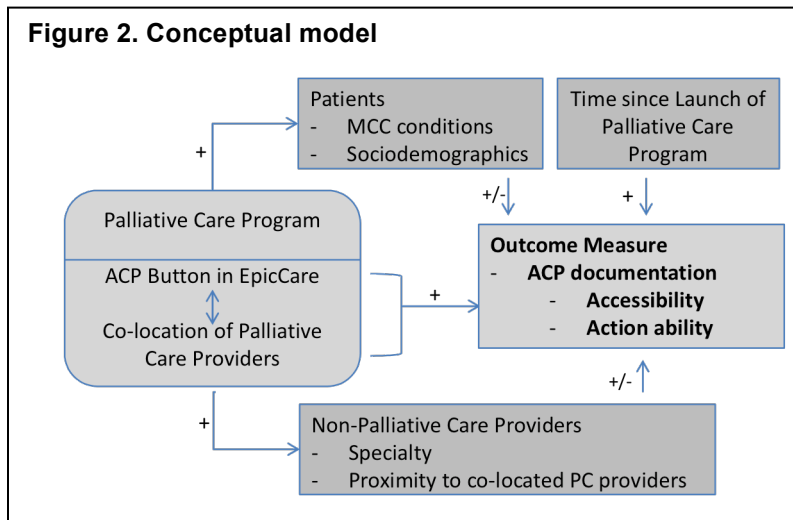 Figure 2. Conceptual model
Patients
- MCC conditions
- Sociodemographics
Time since Launch of
Palliative Care
Program
+
+/-
+
Palliative Care Program
ACP Button in EpicCare
Co-location of Palliative
Care Providers
+
Outcome Measure
- ACP documentation
- Accessibility
- Action ability
+
+/-
Non-Palliative Care Providers
- Specialty
- Proximity to co-located PC providers